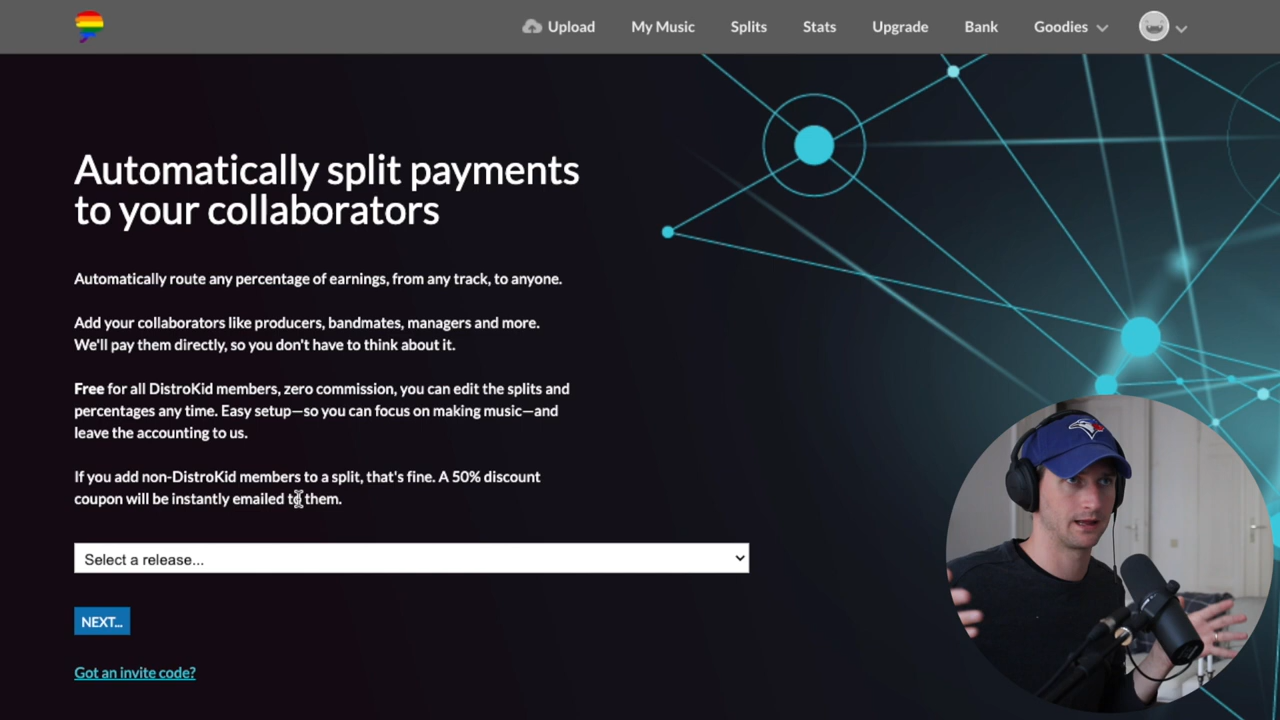 Upload
My Music
Splits
Stats
Upgrade
Bank
Goodies
Automatically split payments
to your collaborators
Automatically route any percentage of earnings, from any track, to anyone.
Add your collaborators like producers, bandmates, managers and more.
We'll pay them directly, so you don't have to think about it.
Free for all DistroKid members, zero commission, you can edit the splits and
percentages any time. Easy setup—so you can focus on making music—and
leave the accounting to us.
If you add non-DistroKid members to a split, that's fine. A 50% discount
coupon will be instantly emailed to them.
Select a release...
NEXT...
Got an invite code?